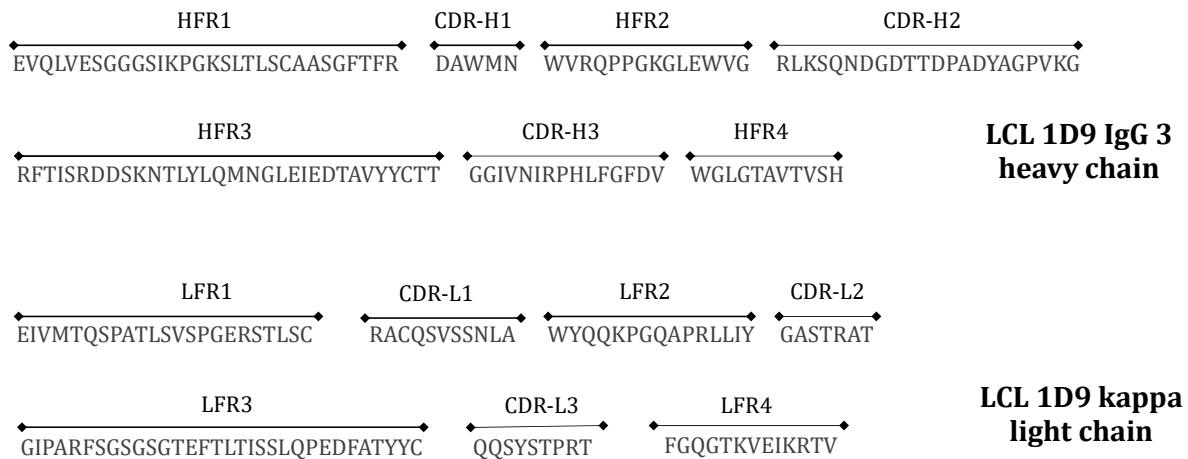 HFR1 CDR-H1 HFR2 CDR-H2
EVQLVESGGGSIKPGKSLTLSCAASGFTFR DAWMN WVRQPPGKGLEWVG RLKSQNDGDTTDPADYAGPVKG
HFR3 CDR-H3 HFR4
RFTISRDDSKNTLYLQMNGLEIEDTAVYYCTT GGIVNIRPHLFGFDV WGLGTAVTVSH
LCL 1D9 IgG 3
heavy chain
LFR1 CDR-L1 LFR2 CDR-L2
EIVMTQSPATLSVSPGERSTLSC RACQSVSSNLA WYQQKPGQAPRLLIY GASTRAT
LFR3 CDR-L3 LFR4
GIPARFSGSGSGTEFTLTISSLQPEDFATYYC QQSYSTPRT FGQGTKVEIKRTV
LCL 1D9 kappa
light chain